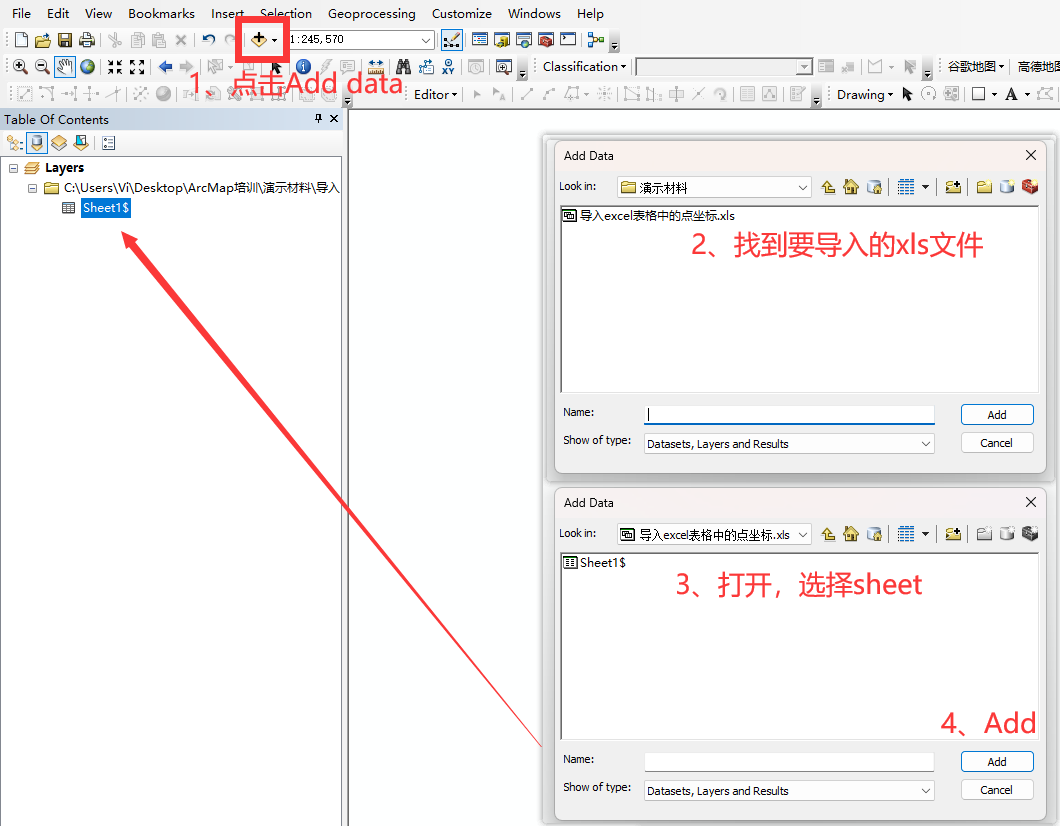 File Edit View Bookmarks Insert Selection Geoprocessing Customize Windows Help
1:245,570
Classification
谷歌地图 高德地图
1、点击Add data
Editor
Drawing
Table Of Contents
Layers
C:\Users\Vi\Desktop\ArcMap培训\演示材料\导入
Sheet1$
Add Data
Look in: 演示材料
导入excel表格中的点坐标.xls
2、找到要导入的xls文件
Name: Add
Show of type: Datasets, Layers and Results Cancel
Add Data
Look in: 导入excel表格中的点坐标.xls
Sheet1$
3、打开，选择sheet
4、Add
Name: Add
Show of type: Datasets, Layers and Results Cancel